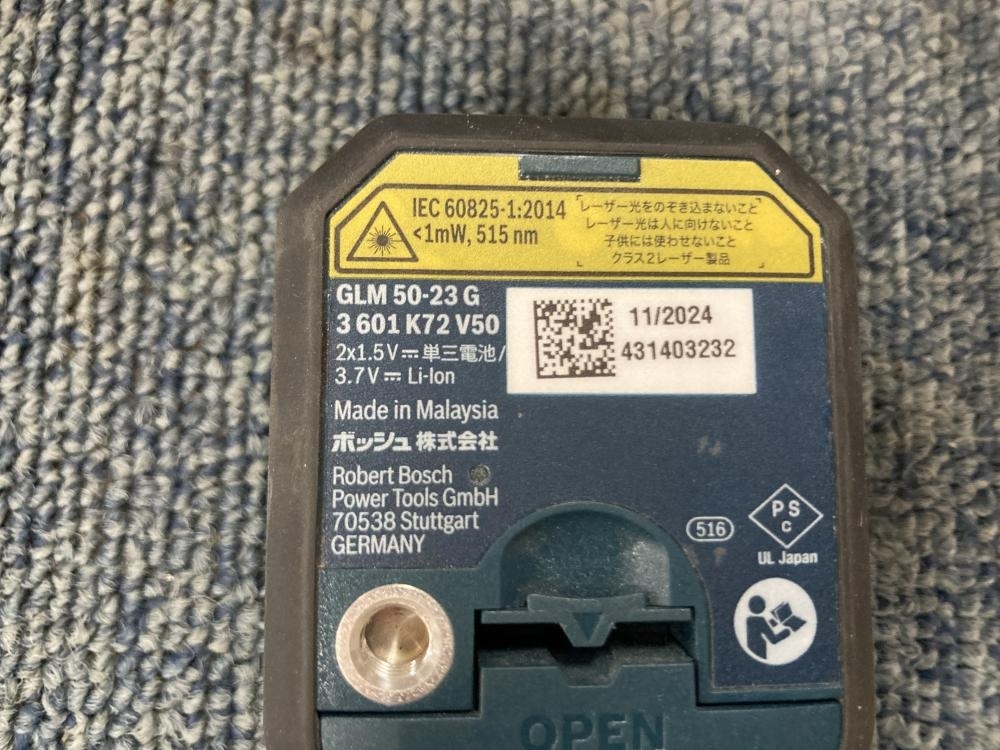 IEC 60825-1:2014
<1mW, 515 nm
レーザー光をのぞき込まないこと
レーザー光は人に向けないこと
子供には使わせないこと
クラス2レーザー製品
GLM 50-23 G
3 601 K72 V50
2x1.5V⎓単三電池/
3.7V⎓ Li-Ion
11/2024
431403232
Made in Malaysia
ボッシュ株式会社
Robert Bosch
Power Tools GmbH
70538 Stuttgart
GERMANY
516
PS
C
UL Japan
OPEN